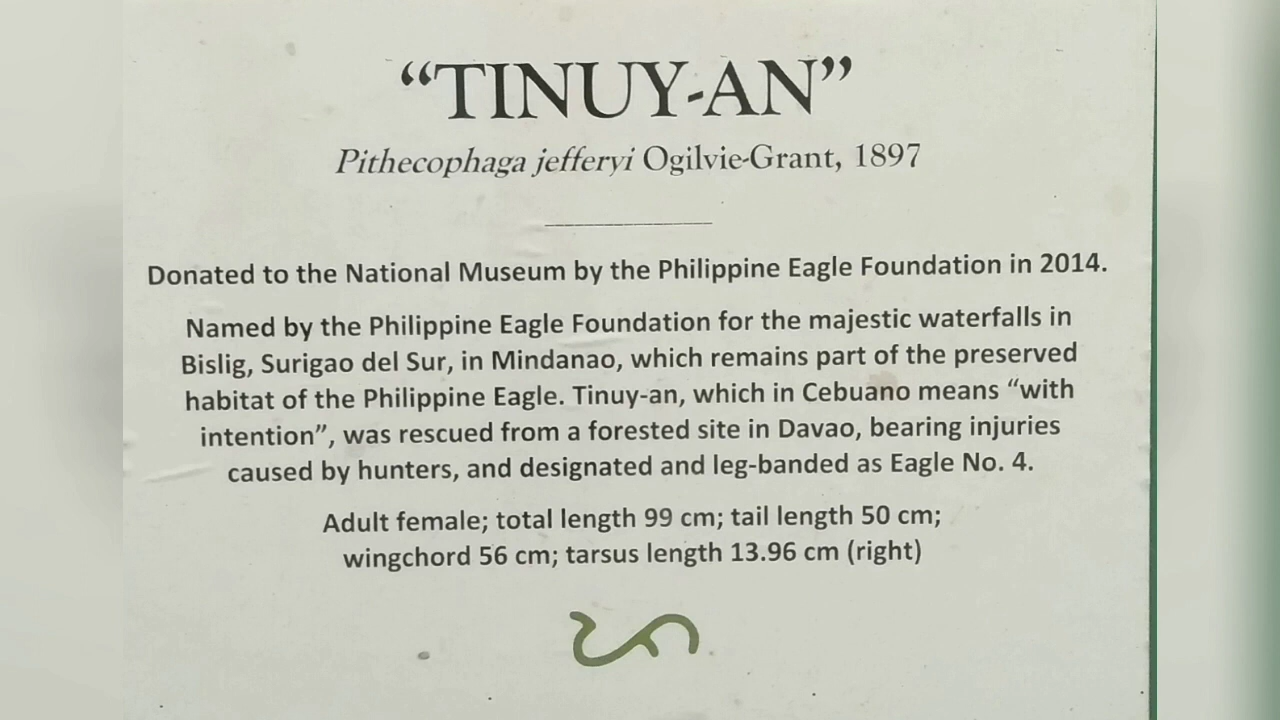 “TINUY-AN”
Pithecophaga jefferyi Ogilvie-Grant, 1897
Donated to the National Museum by the Philippine Eagle Foundation in 2014.
Named by the Philippine Eagle Foundation for the majestic waterfalls in
Bislig, Surigao del Sur, in Mindanao, which remains part of the preserved
habitat of the Philippine Eagle. Tinuy-an, which in Cebuano means “with
intention”, was rescued from a forested site in Davao, bearing injuries
caused by hunters, and designated and leg-banded as Eagle No. 4.
Adult female; total length 99 cm; tail length 50 cm;
wingchord 56 cm; tarsus length 13.96 cm (right)